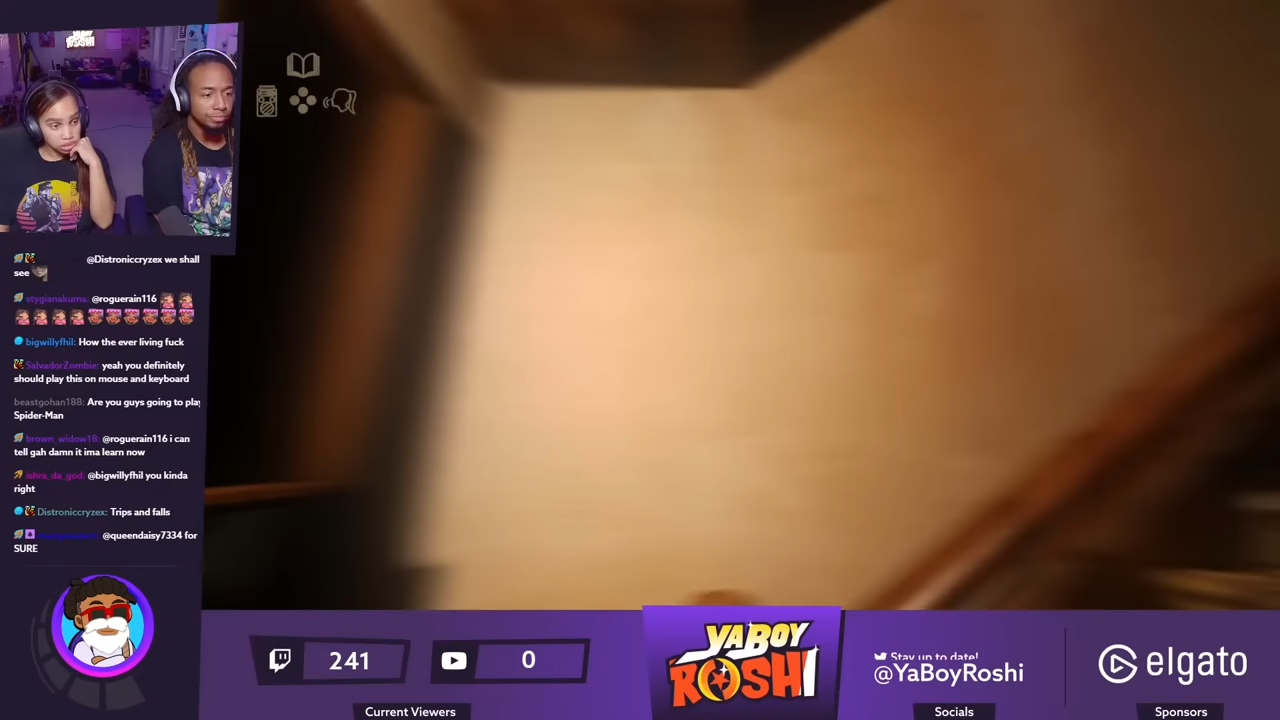 YABOY
ROSHI
@Distroniccryzex we shall
see
stygianakuma: @roguerain116
bigwillyfhil: How the ever living fuck
SalvadorZombie: yeah you definitely
should play this on mouse and keyboard
beastgohan188: Are you guys going to play
Spider-Man
brown_widow18: @roguerain116 i can
tell gah damn it ima learn now
ishra_da_god: @bigwillyfhil you kinda
right
Distroniccryzex: Trips and falls
@queendaisy7334 for
SURE
241
0
Current Viewers
YABOY
ROSHI
Stay up to date!
@YaBoyRoshi
Socials
elgato
Sponsors